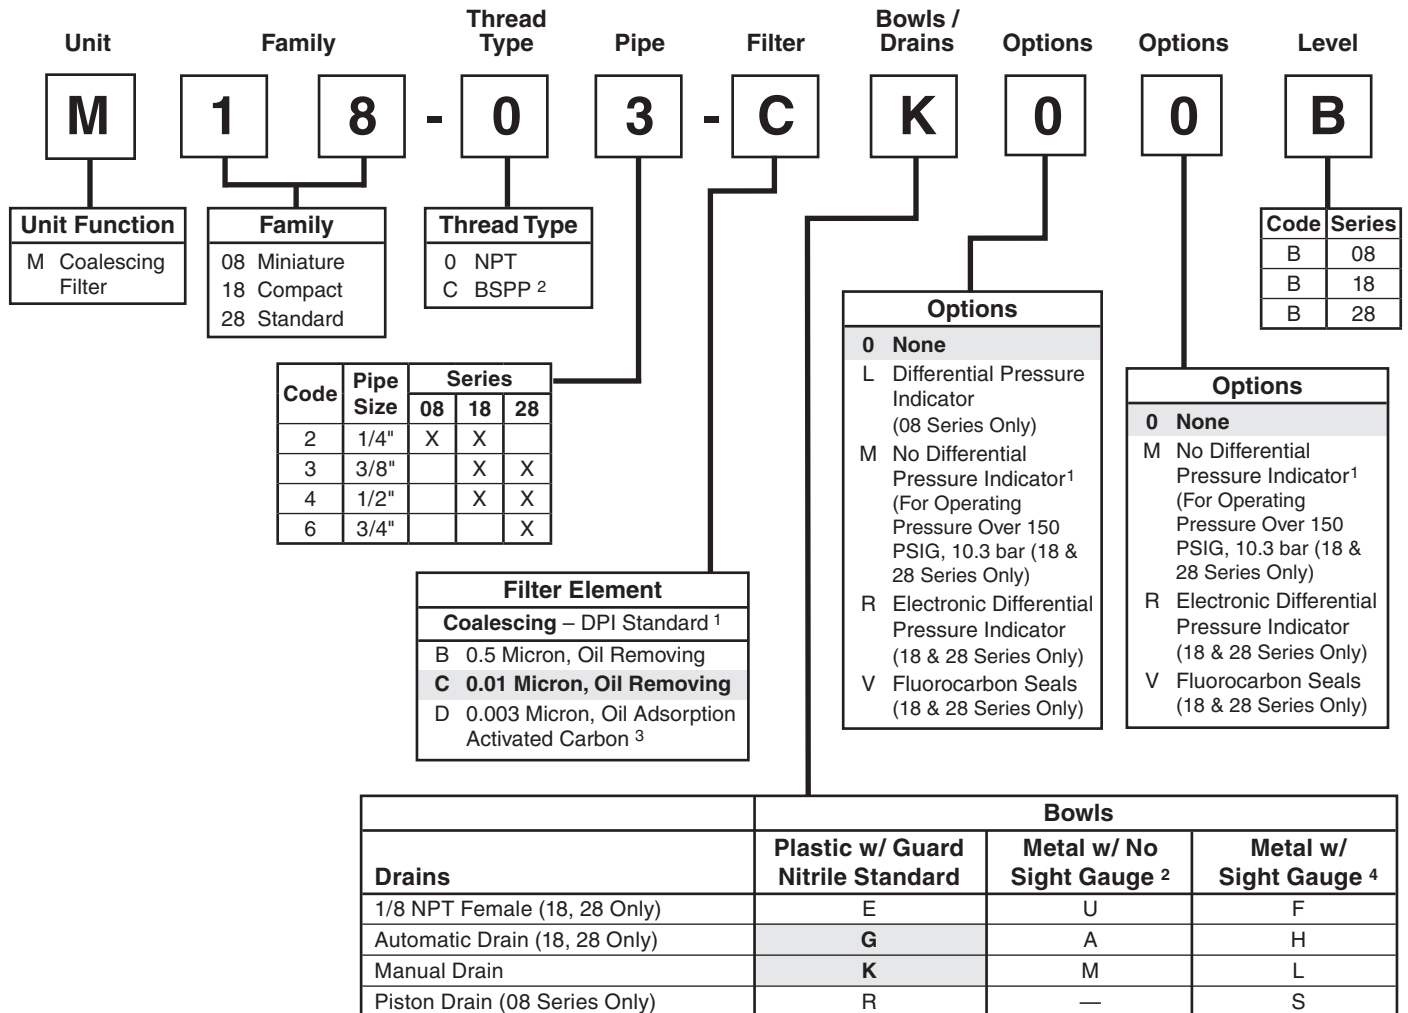 Unit Family Thread Type Pipe Filter Bowls / Drains Options Options Level
M 1 8 - 0 3 - C K 0 0 B
Unit Function
M Coalescing
Filter
Family
08 Miniature
18 Compact
28 Standard
Thread Type
0 NPT
C BSPP 2
Code Series
B 08
B 18
B 28
Code Pipe Size Series
08 18 28
2 1/4" X X
3 3/8" X X
4 1/2" X X
6 3/4" X
Options
0 None
L Differential Pressure
Indicator
(08 Series Only)
M No Differential
Pressure Indicator1
(For Operating
Pressure Over 150
PSIG, 10.3 bar (18 &
28 Series Only)
R Electronic Differential
Pressure Indicator
(18 & 28 Series Only)
V Fluorocarbon Seals
(18 & 28 Series Only)
Options
0 None
M No Differential
Pressure Indicator1
(For Operating
Pressure Over 150
PSIG, 10.3 bar (18 &
28 Series Only)
R Electronic Differential
Pressure Indicator
(18 & 28 Series Only)
V Fluorocarbon Seals
(18 & 28 Series Only)
Filter Element
Coalescing – DPI Standard 1
B 0.5 Micron, Oil Removing
C 0.01 Micron, Oil Removing
D 0.003 Micron, Oil Adsorption
Activated Carbon 3
Bowls
Drains Plastic w/ Guard Nitrile Standard Metal w/ No Sight Gauge 2 Metal w/ Sight Gauge 4
1/8 NPT Female (18, 28 Only) E U F
Automatic Drain (18, 28 Only) G A H
Manual Drain K M L
Piston Drain (08 Series Only) R — S